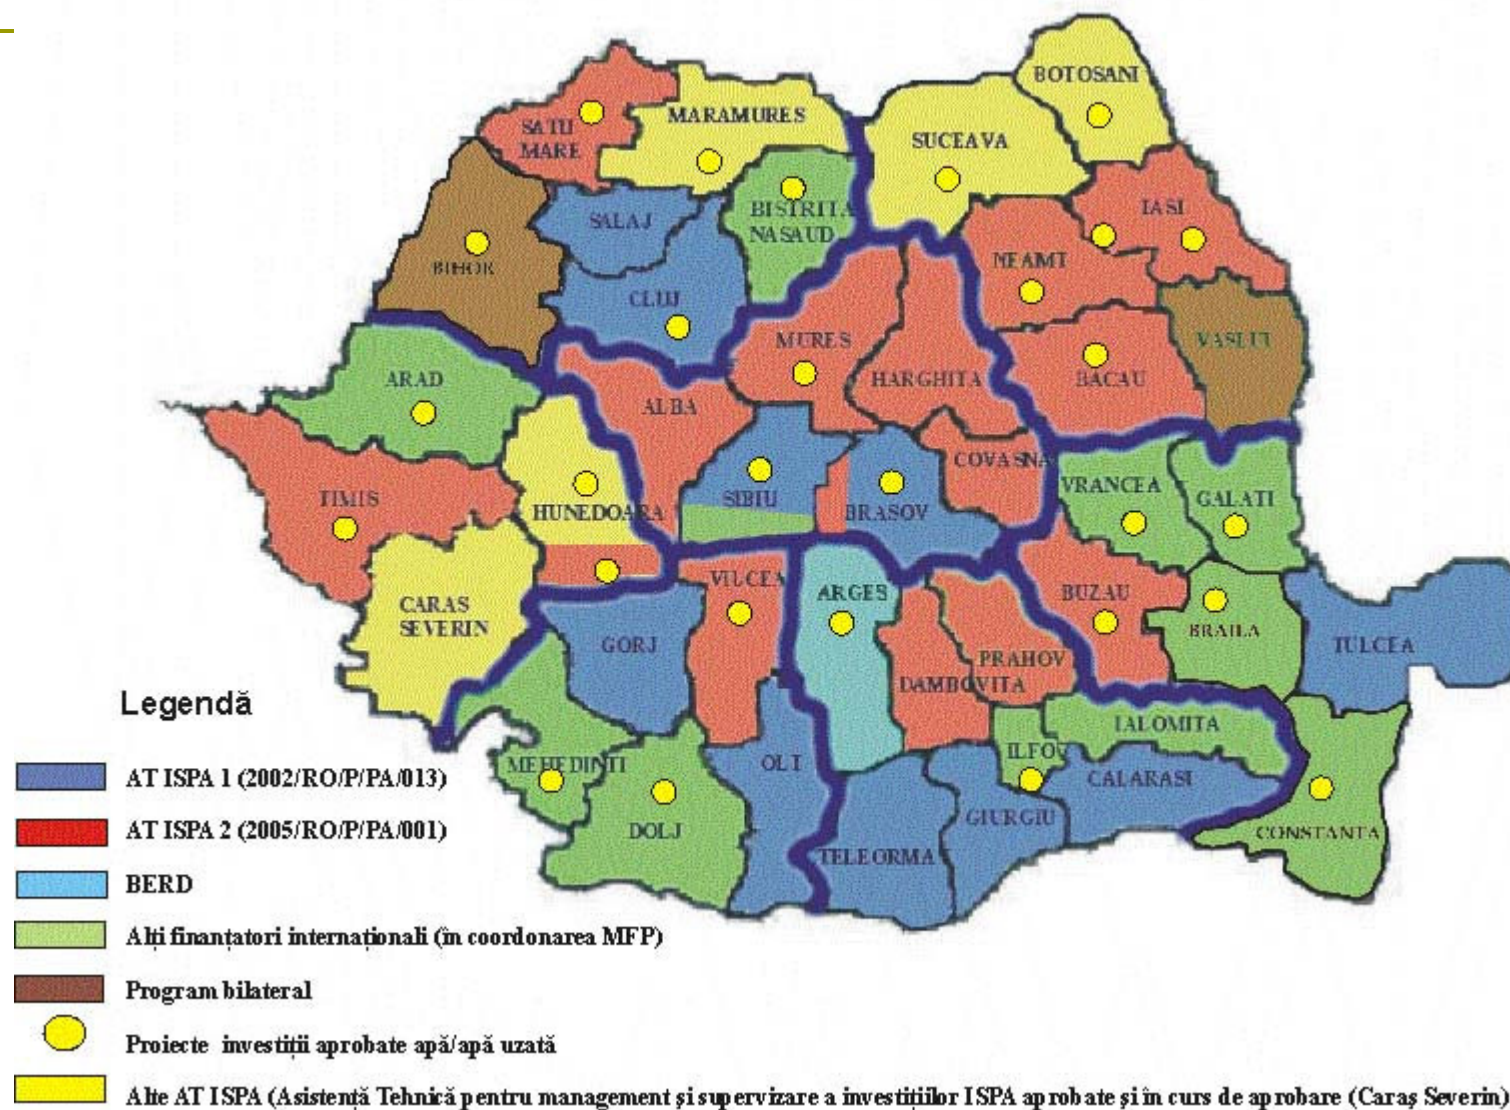 BOTOSANI
SATU
MARE
MARAMURES
SUCEAVA
BISTRITA
NASAUD
SALAJ
IASI
BIHOR
NEAMT
CLUJ
MURES
VASLUI
ARAD
HARGHITA
BACAU
ALBA
COVASNA
TIMIS
HUNEDOARA
SIBIU
BRASOV
VRANCEA
GALATI
CARAS
SEVERIN
VILCEA
ARGES
BUZAU
BRAILA
TULCEA
GORJ
PRAHOV
DAMBOVITA
IALOMITA
ILFO
MEHEDINTI
OLT
CALARASI
DOLJ
GIURGIU
CONSTANTA
TELEORMA
Legendă
AT ISPA 1 (2002/RO/P/PA/013)
AT ISPA 2 (2005/RO/P/PA/001)
BERD
Alți finanțatori internaționali (în coordonarea MFP)
Program bilateral
Proiecte investiții aprobate apă/apă uzată
Alte AT ISPA (Asistență Tehnică pentru management și supervizare a investițiilor ISPA aprobate și în curs de aprobare (Caraș Severin)